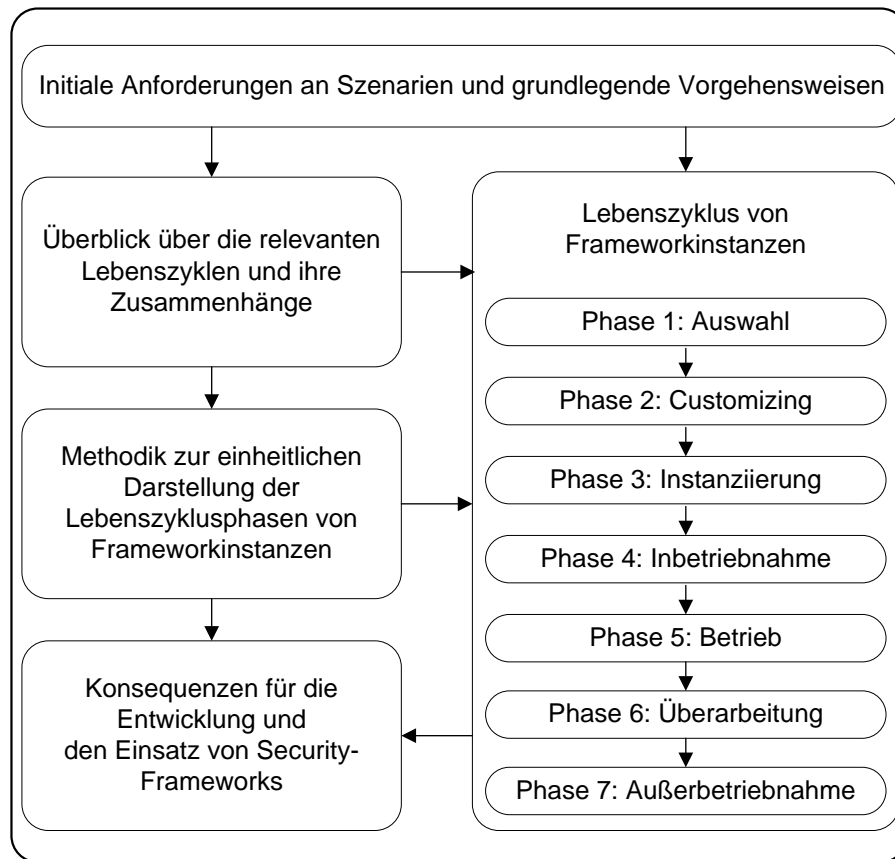 Initiale Anforderungen an Szenarien und grundlegende Vorgehensweisen
Überblick über die relevanten
Lebenszyklen und ihre
Zusammenhänge
Methodik zur einheitlichen
Darstellung der
Lebenszyklusphasen von
Frameworkinstanzen
Konsequenzen für die
Entwicklung und
den Einsatz von Security-
Frameworks
Lebenszyklus von
Frameworkinstanzen
Phase 1: Auswahl
Phase 2: Customizing
Phase 3: Instanziierung
Phase 4: Inbetriebnahme
Phase 5: Betrieb
Phase 6: Überarbeitung
Phase 7: Außerbetriebnahme